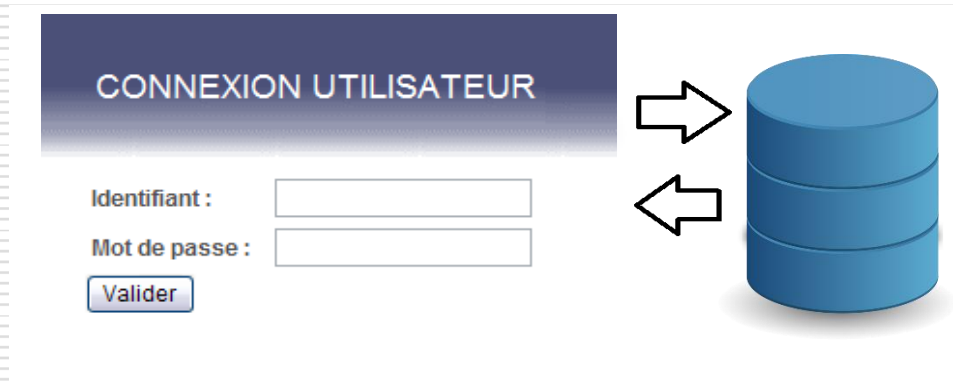 CONNEXION UTILISATEUR
Identifiant :
Mot de passe :
Valider